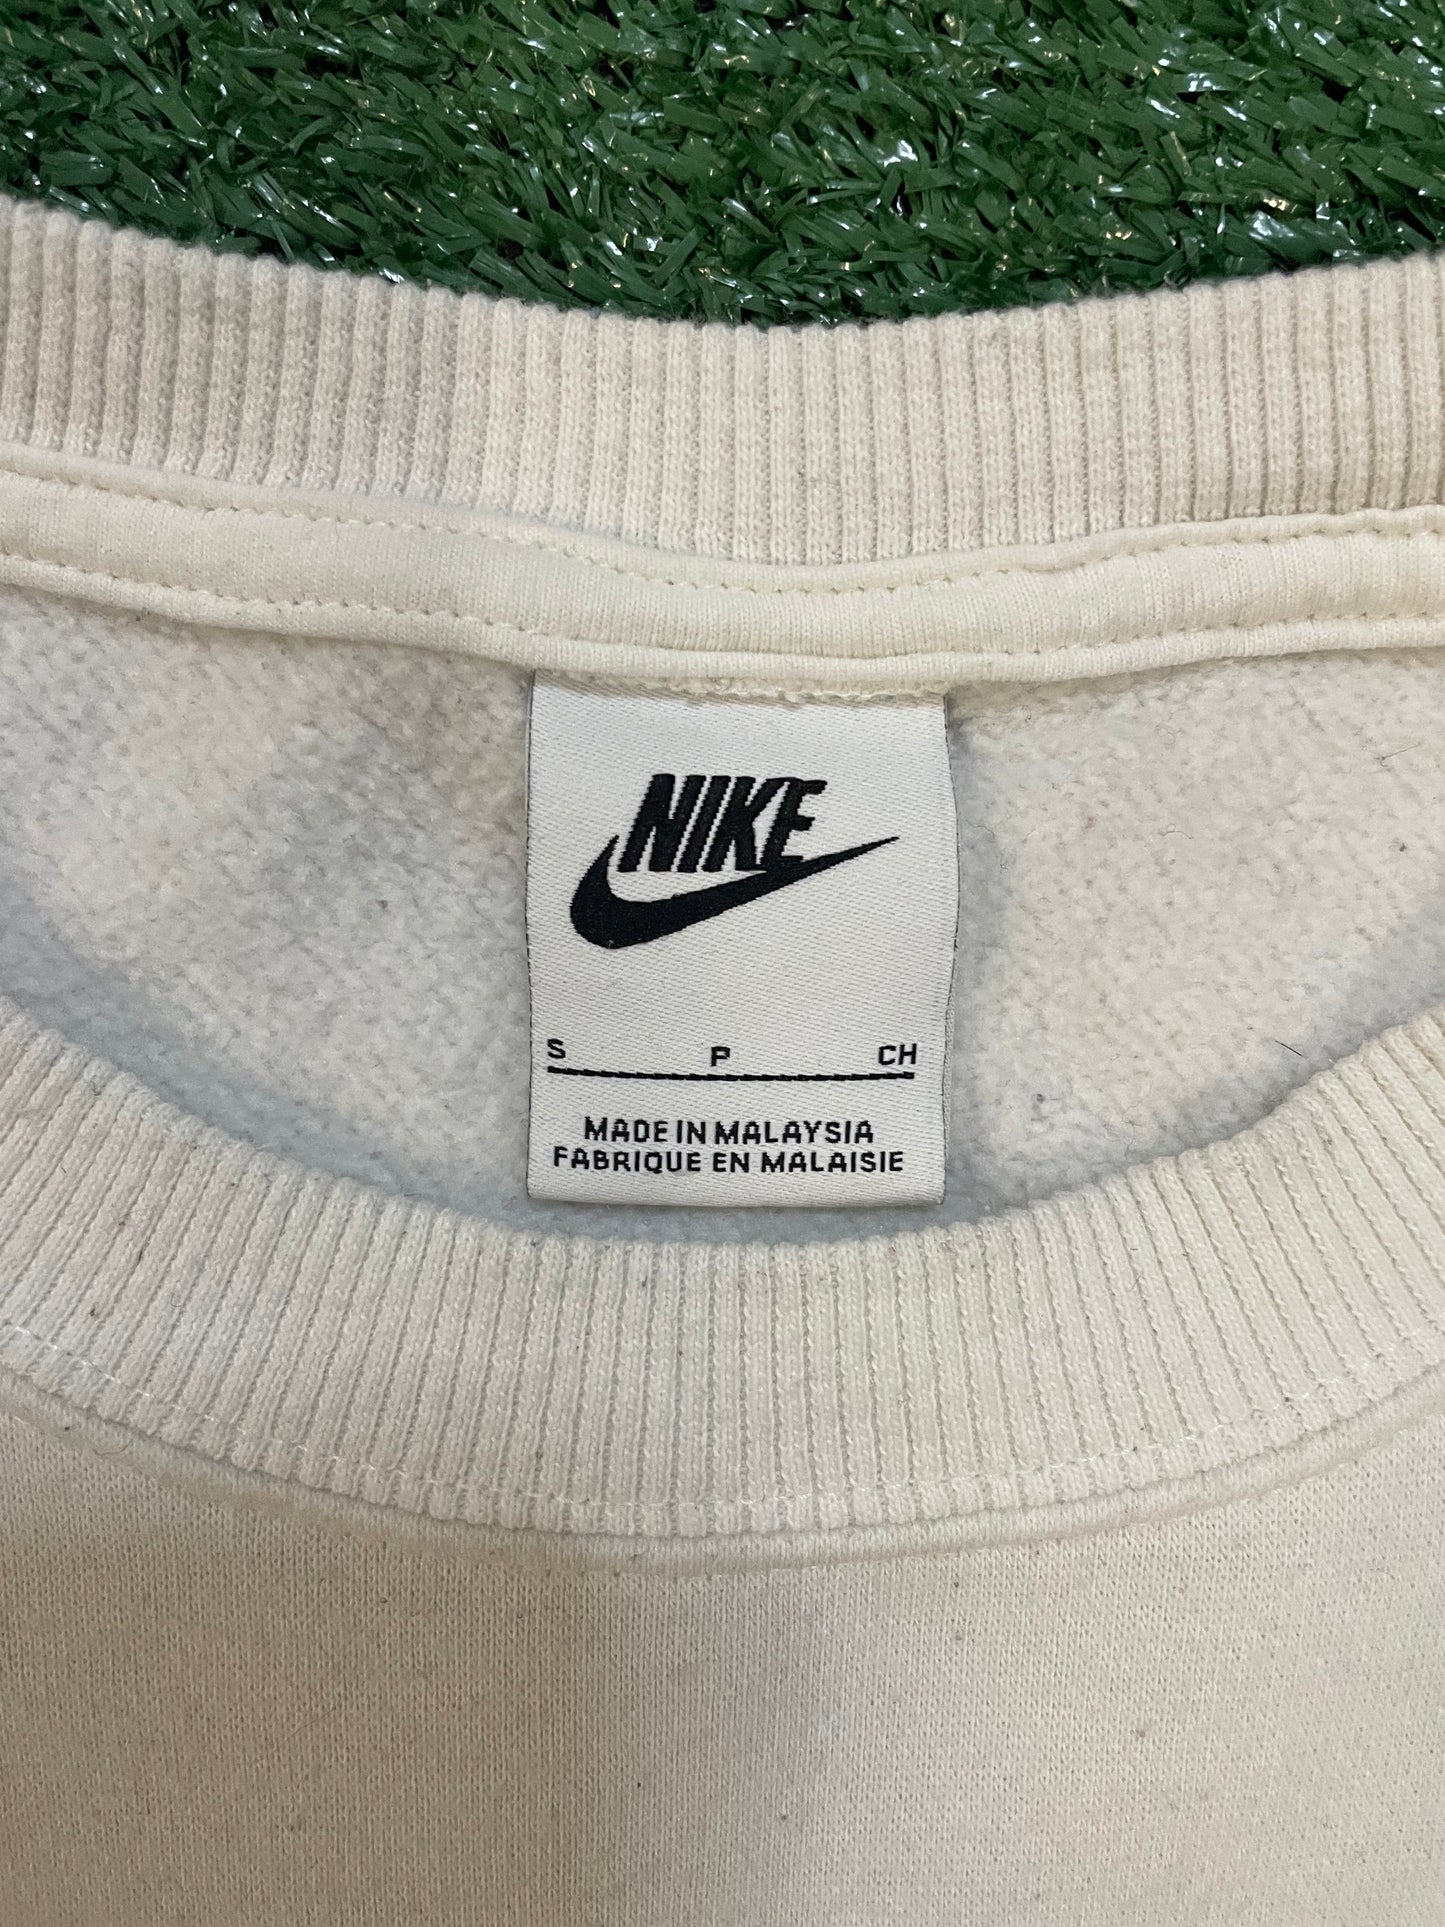 NIKE
S P CH
MADE IN MALAYSIA
FABRIQUE EN MALAISIE